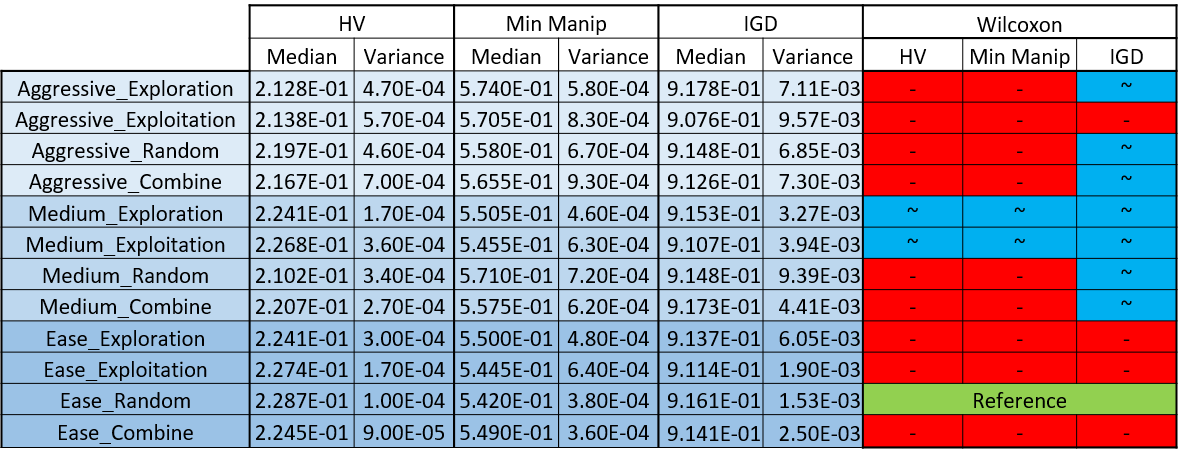 HV Min Manip IGD Wilcoxon
Median Variance Median Variance Median Variance HV Min Manip IGD
Aggressive_Exploration 2.128E-01 4.70E-04 5.740E-01 5.80E-04 9.178E-01 7.11E-03 - - ~
Aggressive_Exploitation 2.138E-01 5.70E-04 5.705E-01 8.30E-04 9.076E-01 9.57E-03 - - -
Aggressive_Random 2.197E-01 4.60E-04 5.580E-01 6.70E-04 9.148E-01 6.85E-03 - - ~
Aggressive_Combine 2.167E-01 7.00E-04 5.655E-01 9.30E-04 9.126E-01 7.30E-03 - - ~
Medium_Exploration 2.241E-01 1.70E-04 5.505E-01 4.60E-04 9.153E-01 3.27E-03 ~ ~ ~
Medium_Exploitation 2.268E-01 3.60E-04 5.455E-01 6.30E-04 9.107E-01 3.94E-03 ~ ~ ~
Medium_Random 2.102E-01 3.40E-04 5.710E-01 7.20E-04 9.148E-01 9.39E-03 - - ~
Medium_Combine 2.207E-01 2.70E-04 5.575E-01 6.20E-04 9.173E-01 4.41E-03 - - ~
Ease_Exploration 2.241E-01 3.00E-04 5.500E-01 4.80E-04 9.137E-01 6.05E-03 - - -
Ease_Exploitation 2.274E-01 1.70E-04 5.445E-01 6.40E-04 9.114E-01 1.90E-03 - - -
Ease_Random 2.287E-01 1.00E-04 5.420E-01 3.80E-04 9.161E-01 1.53E-03 Reference
Ease_Combine 2.245E-01 9.00E-05 5.490E-01 3.60E-04 9.141E-01 2.50E-03 - - -